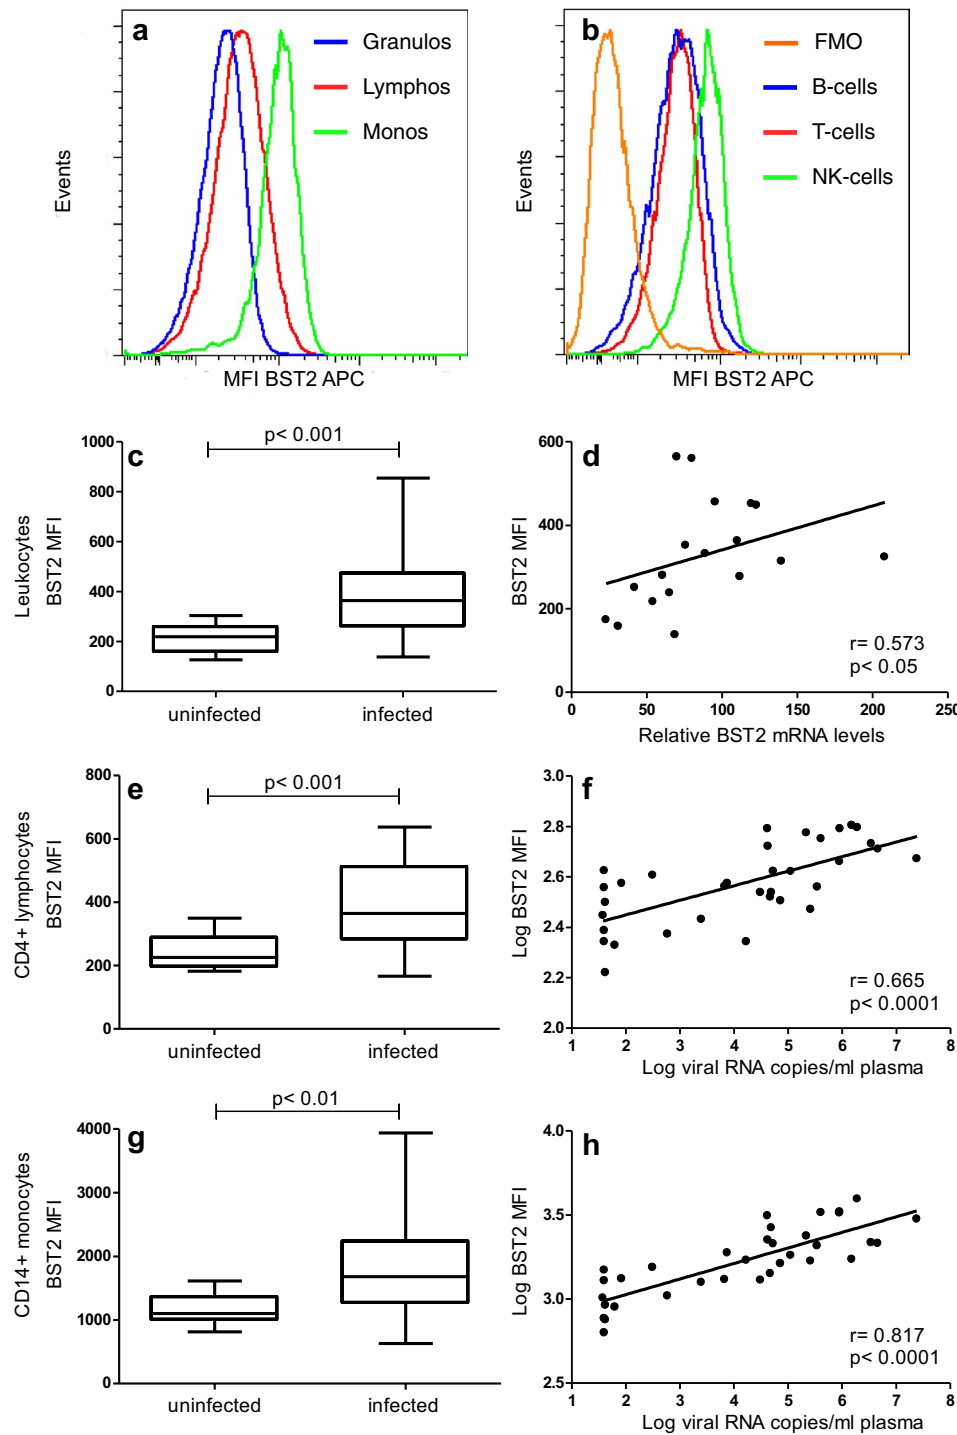 a
Granulos
Lymphos
Monos
Events
MFI BST2 APC
b
FMO
B-cells
T-cells
NK-cells
Events
MFI BST2 APC
c
p< 0.001
Leukocytes
BST2 MFI
1000
800
600
400
200
0
uninfected
infected
d
BST2 MFI
600
400
200
0
0 50 100 150 200 250
Relative BST2 mRNA levels
r= 0.573
p< 0.05
e
p< 0.001
CD4+ lymphocytes
BST2 MFI
800
600
400
200
0
uninfected
infected
f
Log BST2 MFI
3.0
2.8
2.6
2.4
2.2
2.0
1 2 3 4 5 6 7 8
Log viral RNA copies/ml plasma
r= 0.665
p< 0.0001
g
p< 0.01
CD14+ monocytes
BST2 MFI
4000
3000
2000
1000
0
uninfected
infected
h
Log BST2 MFI
4.0
3.5
3.0
2.5
1 2 3 4 5 6 7 8
Log viral RNA copies/ml plasma
r= 0.817
p< 0.0001